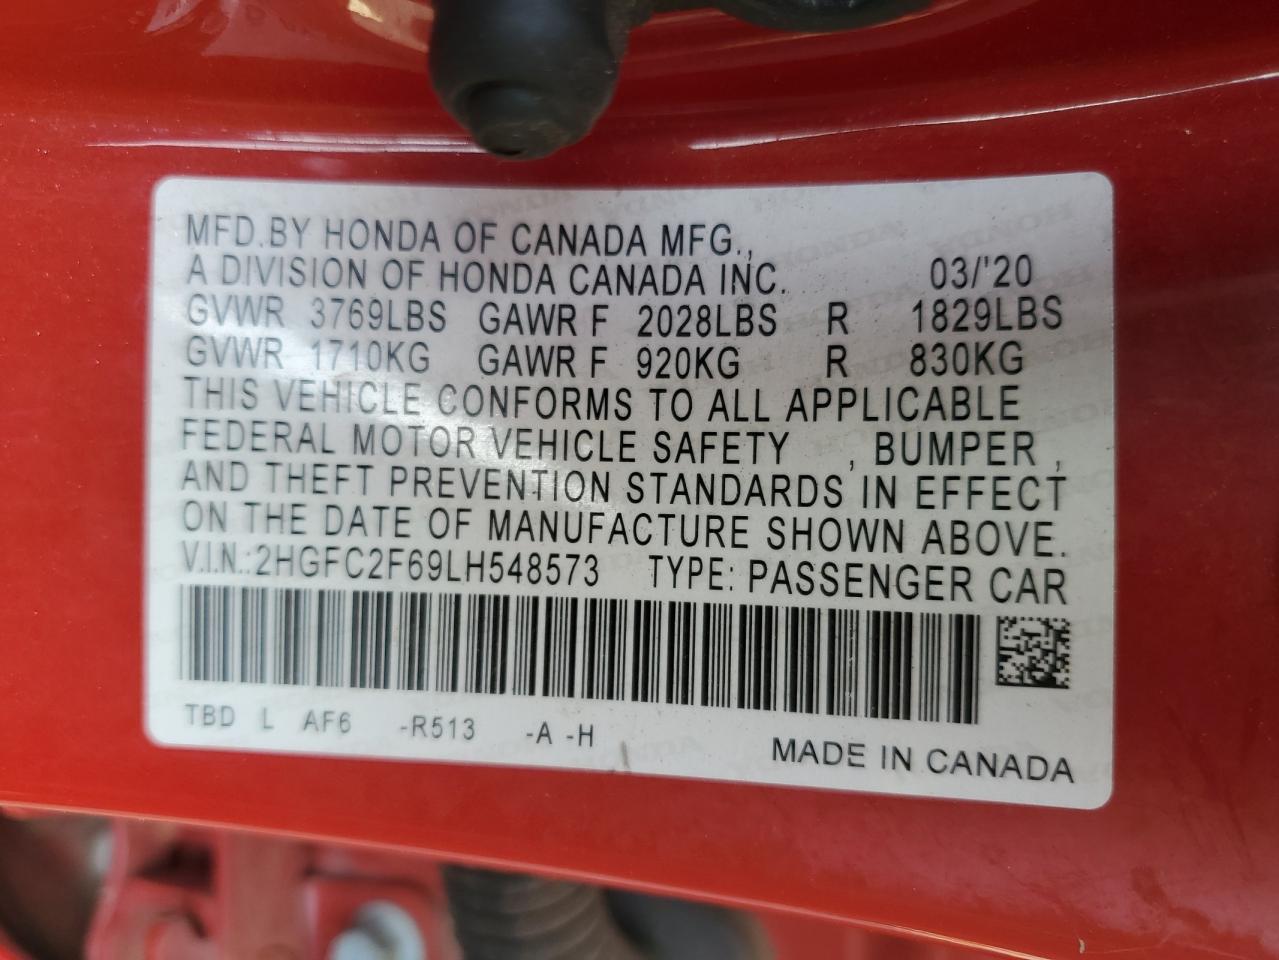 MFD.BY HONDA OF CANADA MFG.,
A DIVISION OF HONDA CANADA INC. 03/'20
GVWR 3769LBS GAWR F 2028LBS R 1829LBS
GVWR 1710KG GAWR F 920KG R 830KG
THIS VEHICLE CONFORMS TO ALL APPLICABLE
FEDERAL MOTOR VEHICLE SAFETY , BUMPER ,
AND THEFT PREVENTION STANDARDS IN EFFECT
ON THE DATE OF MANUFACTURE SHOWN ABOVE.
V.I.N.:2HGFC2F69LH548573 TYPE: PASSENGER CAR
TBD L AF6 -R513 -A -H
MADE IN CANADA